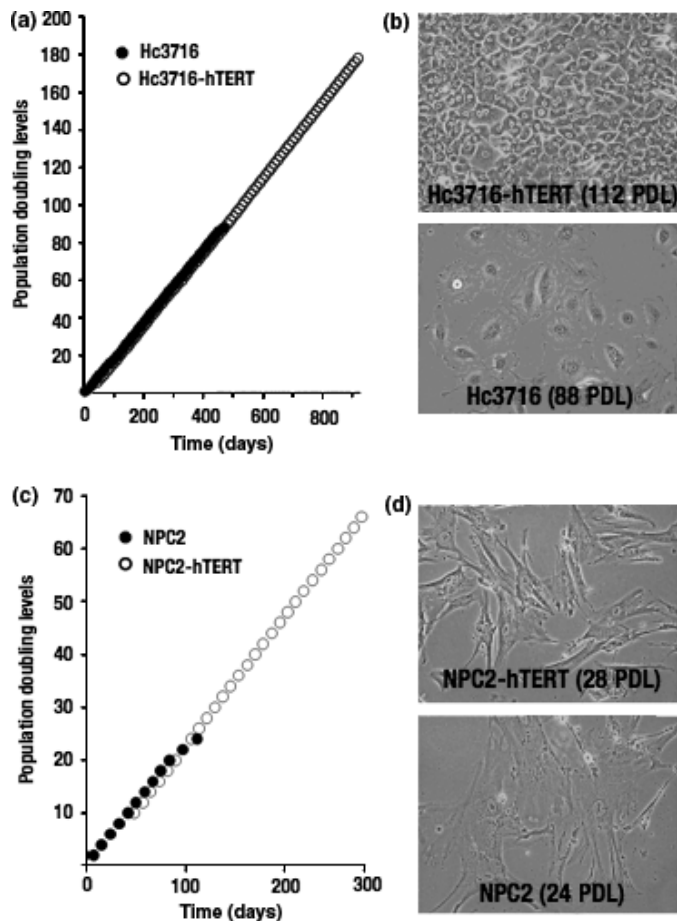 (a)
200
180
160
140
120
100
80
60
40
20
0
200
400
600
800
Population doubling levels
Time (days)
Hc3716
Hc3716-hTERT
(b)
Hc3716-hTERT (112 PDL)
Hc3716 (88 PDL)
(c)
70
60
50
40
30
20
10
0
100
200
300
Population doubling levels
Time (days)
NPC2
NPC2-hTERT
(d)
NPC2-hTERT (28 PDL)
NPC2 (24 PDL)